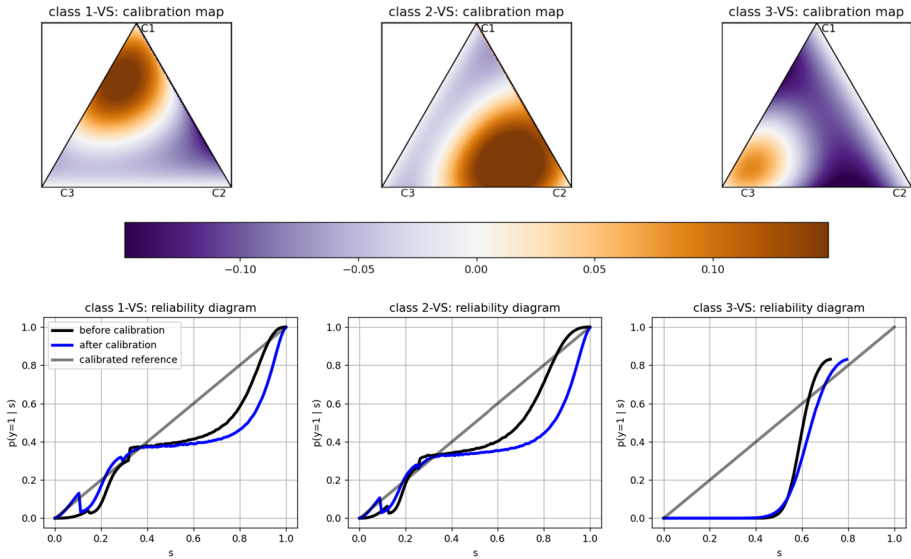 class 1-VS: calibration map
class 2-VS: calibration map
class 3-VS: calibration map
C1
C1
C1
C3
C2
C3
C2
C3
C2
−0.10
−0.05
0.00
0.05
0.10
class 1-VS: reliability diagram
class 2-VS: reliability diagram
class 3-VS: reliability diagram
before calibration
after calibration
calibrated reference
p(y=1 | s)
1.0
0.8
0.6
0.4
0.2
0.0
0.0
0.2
0.4
0.6
0.8
1.0
s
p(y=1 | s)
1.0
0.8
0.6
0.4
0.2
0.0
0.0
0.2
0.4
0.6
0.8
1.0
s
p(y=1 | s)
1.0
0.8
0.6
0.4
0.2
0.0
0.0
0.2
0.4
0.6
0.8
1.0
s